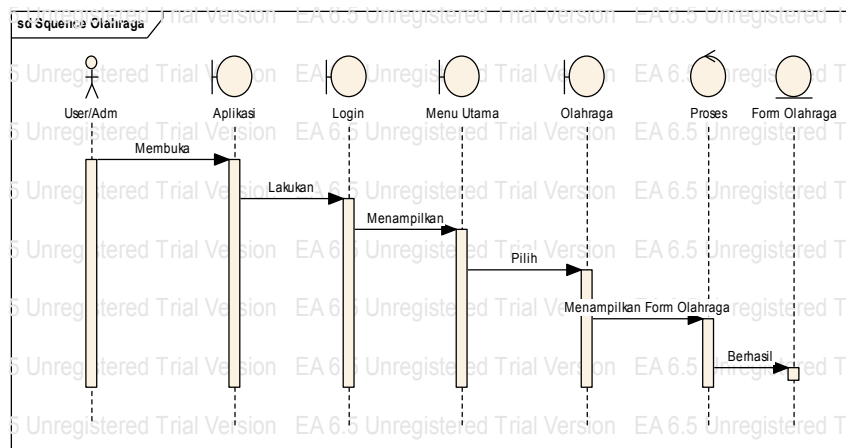 sd Squence Olahraga
User/Adm
Aplikasi
Login
Menu Utama
Olahraga
Proses
Form Olahraga
Membuka
Lakukan
Menampilkan
Pilih
Menampilkan Form Olahraga
Berhasil
EA 6.5 Unregistered Trial Version